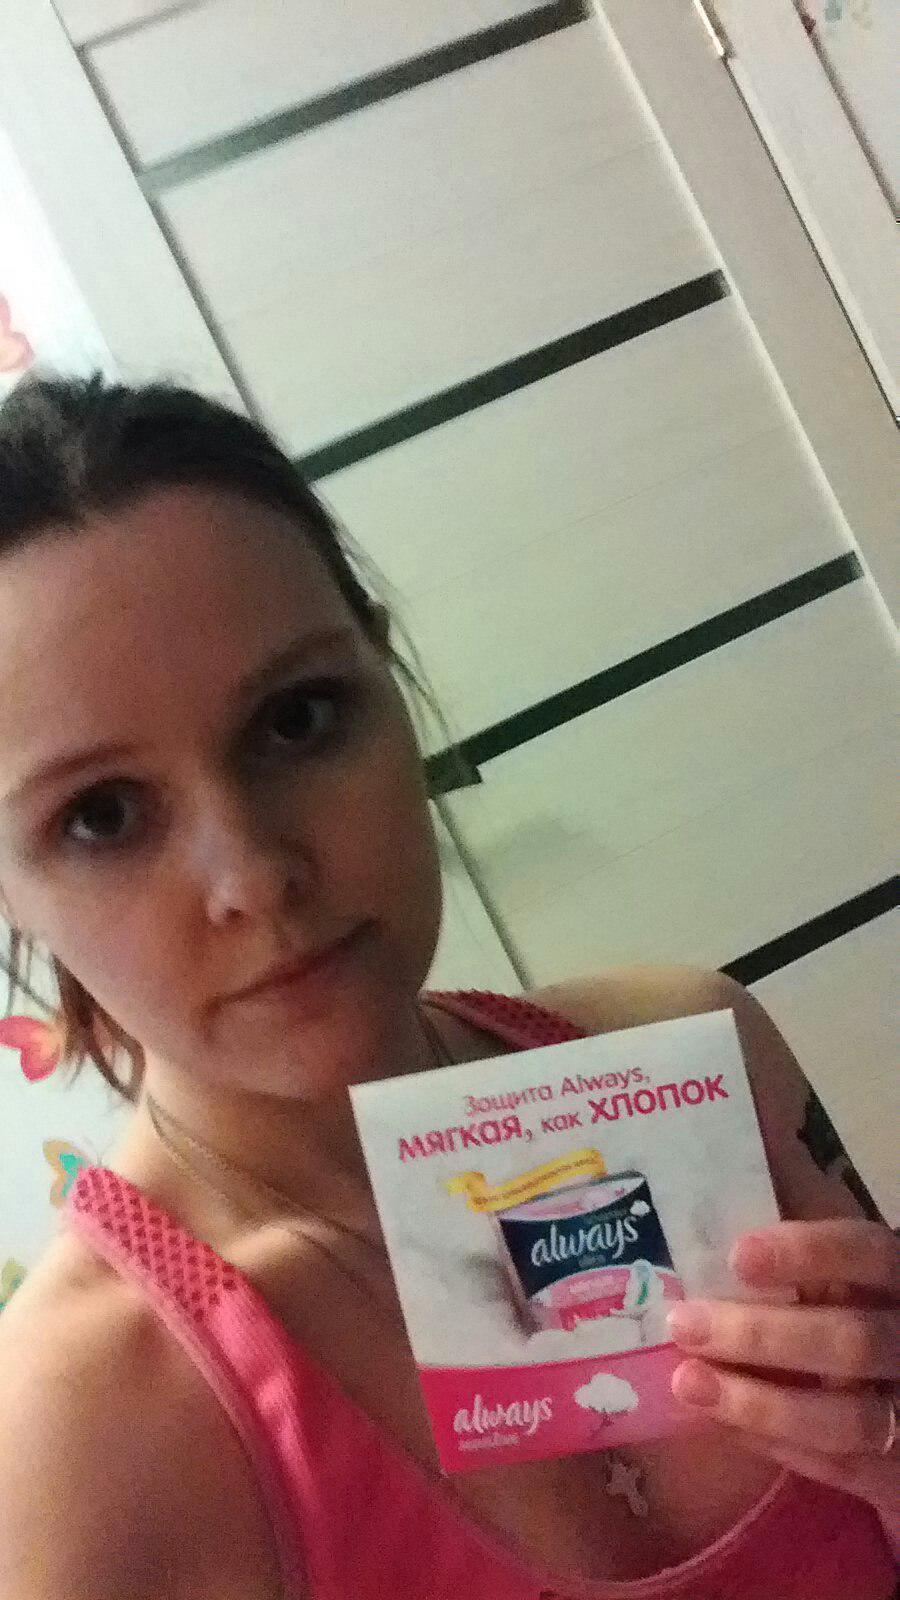 Защита Always,
мягкая, как хлопок
always
always
sensitive